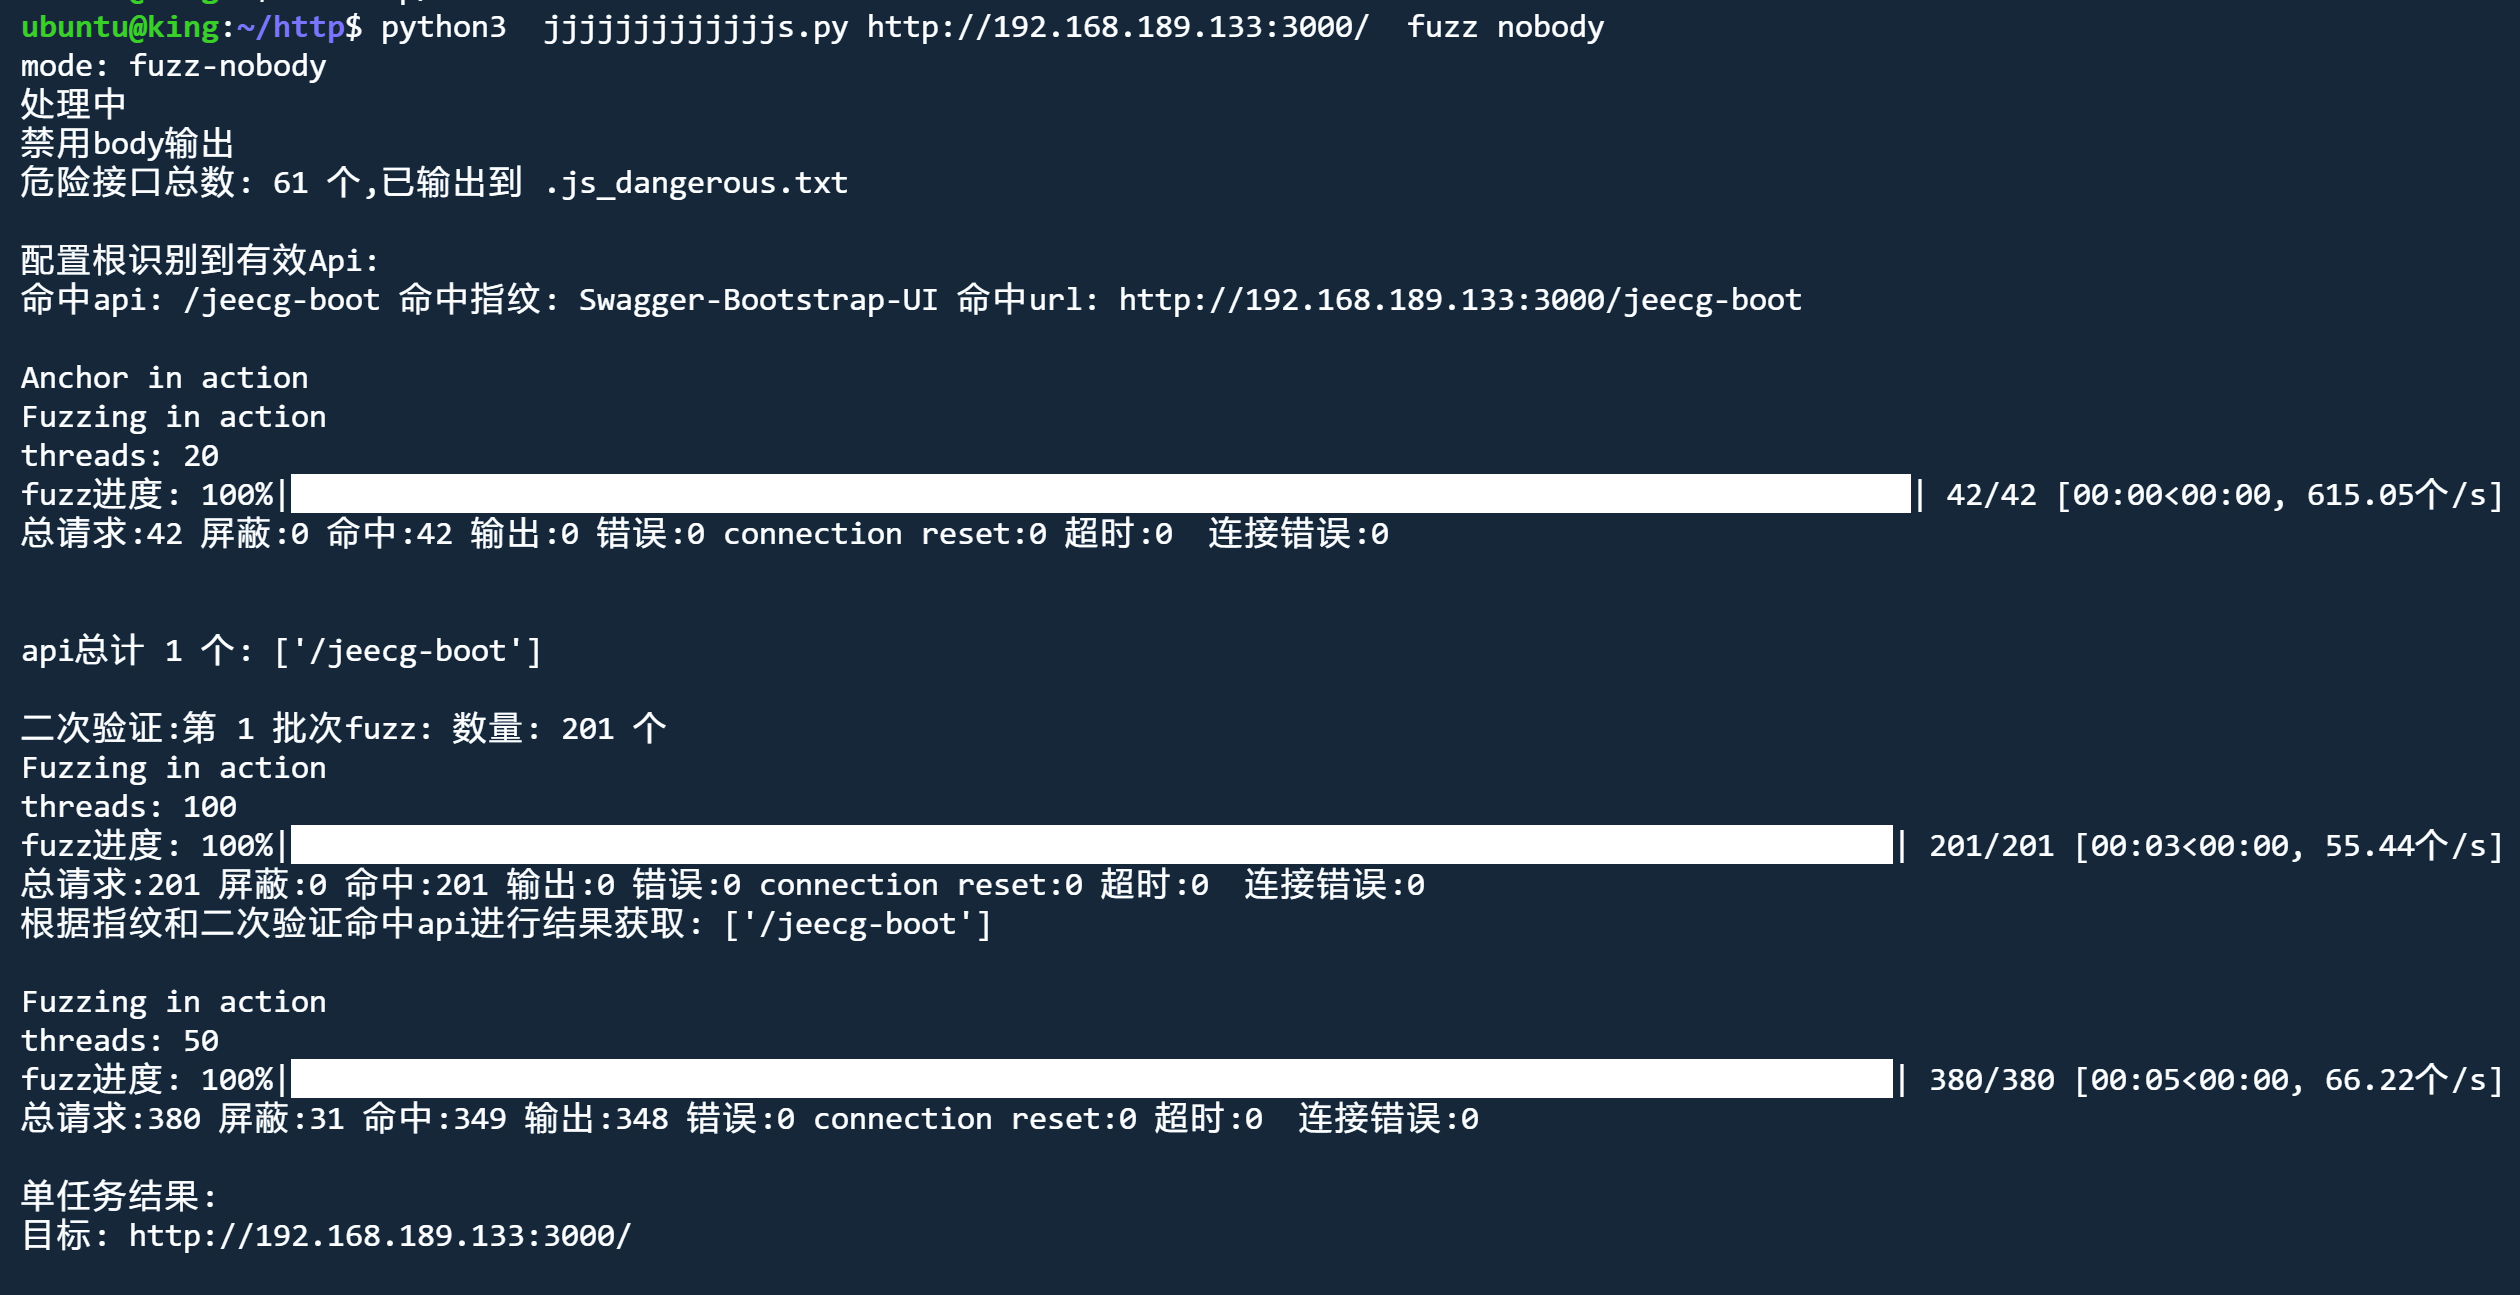 ubuntu@king:~/http$ python3  jjjjjjjjjjjjjs.py http://192.168.189.133:3000/  fuzz nobody
mode: fuzz-nobody
处理中
禁用body输出
危险接口总数: 61 个,已输出到 .js_dangerous.txt
配置根识别到有效Api:
命中api: /jeecg-boot 命中指纹: Swagger-Bootstrap-UI 命中url: http://192.168.189.133:3000/jeecg-boot
Anchor in action
Fuzzing in action
threads: 20
fuzz进度: 100%|| 42/42 [00:00<00:00, 615.05个/s]
总请求:42 屏蔽:0 命中:42 输出:0 错误:0 connection reset:0 超时:0  连接错误:0
api总计 1 个: ['/jeecg-boot']
二次验证:第 1 批次fuzz: 数量: 201 个
Fuzzing in action
threads: 100
fuzz进度: 100%|| 201/201 [00:03<00:00, 55.44个/s]
总请求:201 屏蔽:0 命中:201 输出:0 错误:0 connection reset:0 超时:0  连接错误:0
根据指纹和二次验证命中api进行结果获取: ['/jeecg-boot']
Fuzzing in action
threads: 50
fuzz进度: 100%|| 380/380 [00:05<00:00, 66.22个/s]
总请求:380 屏蔽:31 命中:349 输出:348 错误:0 connection reset:0 超时:0  连接错误:0
单任务结果:
目标: http://192.168.189.133:3000/